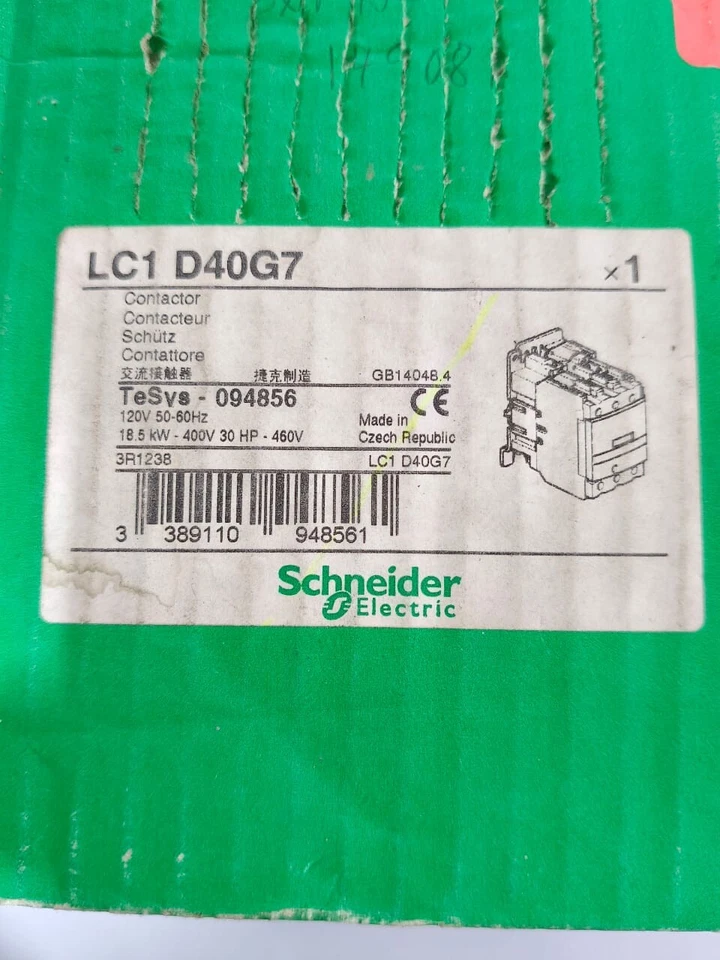 14908
LC1 D40G7 ×1
Contactor
Contacteur
Schütz
Contattore
交流接触器 捷克制造 GB14048.4
TeSys - 094856 CE
120V 50-60Hz Made in
18.5 kW - 400V 30 HP - 460V Czech Republic
3R1238 LC1 D40G7
3 389110 948561
Schneider
Electric